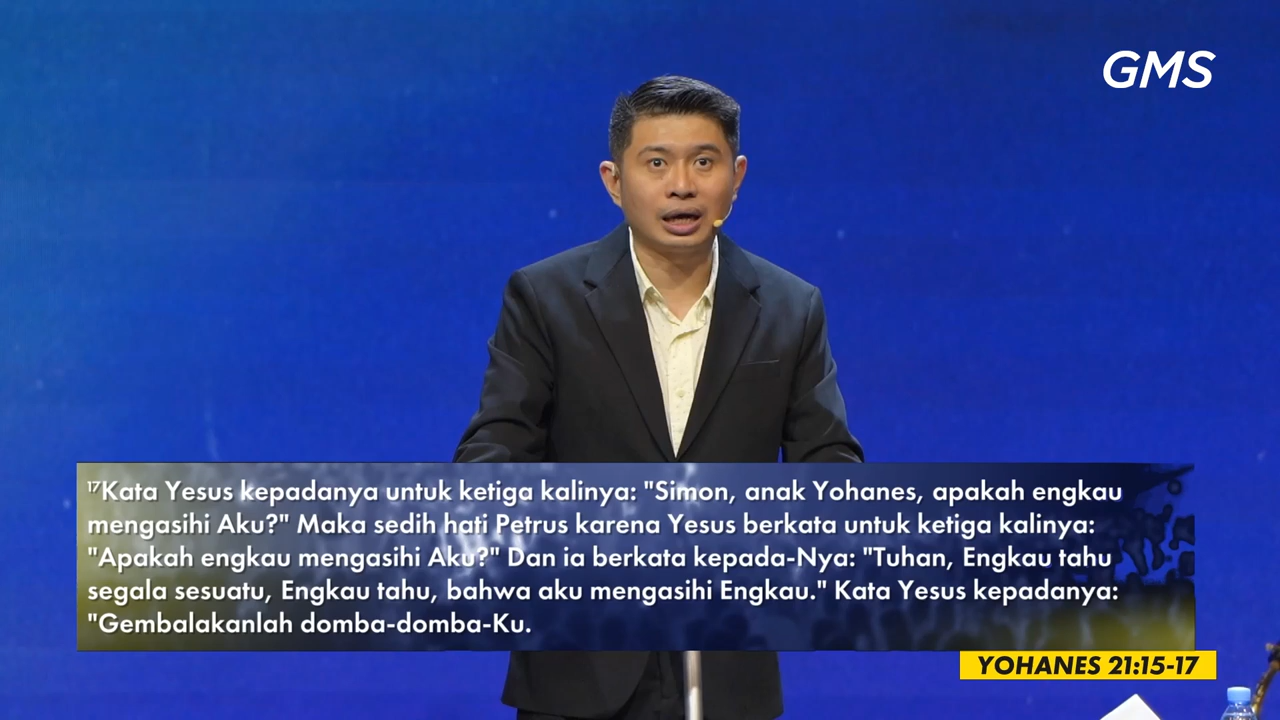 GMS
¹⁷Kata Yesus kepadanya untuk ketiga kalinya: "Simon, anak Yohanes, apakah engkau
mengasihi Aku?" Maka sedih hati Petrus karena Yesus berkata untuk ketiga kalinya:
"Apakah engkau mengasihi Aku?" Dan ia berkata kepada-Nya: "Tuhan, Engkau tahu
segala sesuatu, Engkau tahu, bahwa aku mengasihi Engkau." Kata Yesus kepadanya:
"Gembalakanlah domba-domba-Ku.
YOHANES 21:15-17